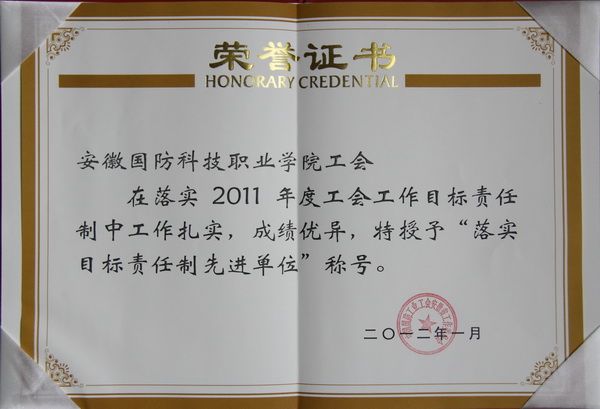 荣誉证书
HONORARY CREDENTIAL
安徽国防科技职业学院工会
在落实 2011 年度工会工作目标责任
制中工作扎实，成绩优异，特授予“落实
目标责任制先进单位”称号。
二〇一二年一月